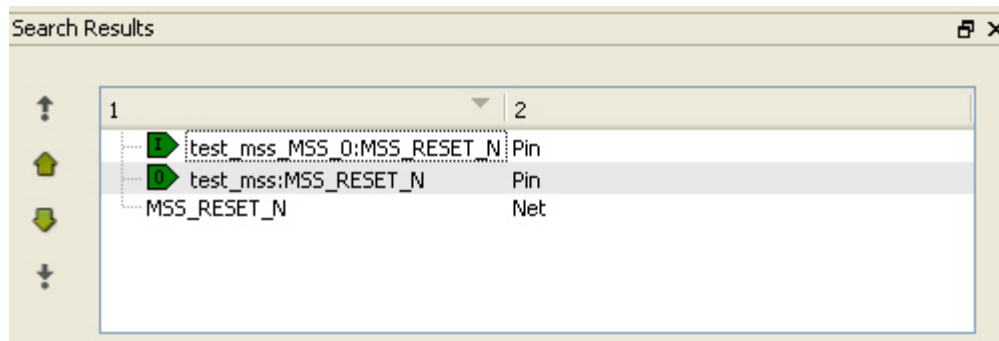 Search Results
1 2
I test_mss_MSS_0:MSS_RESET_N Pin
O test_mss:MSS_RESET_N Pin
MSS_RESET_N Net